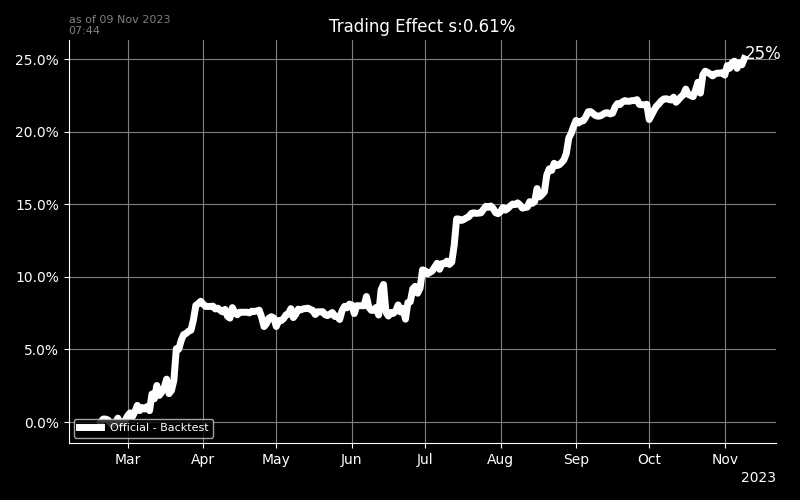 as of 09 Nov 2023
07:44
Trading Effect s:0.61%
25%
25.0%
20.0%
15.0%
10.0%
5.0%
0.0%
Official - Backtest
Mar Apr May Jun Jul Aug Sep Oct Nov
2023